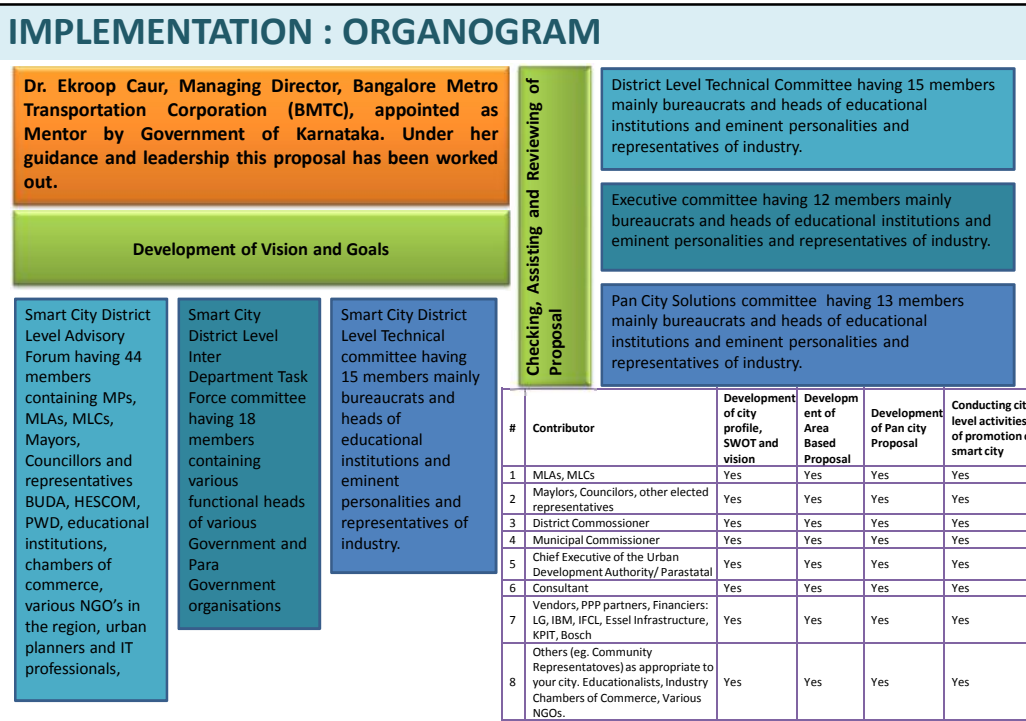 IMPLEMENTATION : ORGANOGRAM
Dr. Ekroop Caur, Managing Director, Bangalore Metro
Transportation Corporation (BMTC), appointed as
Mentor by Government of Karnataka. Under her
guidance and leadership this proposal has been worked
out.
Development of Vision and Goals
Smart City District
Level Advisory
Forum having 44
members
containing MPs,
MLAs, MLCs,
Mayors,
Councillors and
representatives
BUDA, HESCOM,
PWD, educational
institutions,
chambers of
commerce,
various NGO’s in
the region, urban
planners and IT
professionals,
Smart City
District Level
Inter
Department Task
Force committee
having 18
members
containing
various
functional heads
of various
Government and
Para
Government
organisations
Smart City District
Level Technical
committee having
15 members mainly
bureaucrats and
heads of
educational
institutions and
eminent
personalities and
representatives of
industry.
Checking, Assisting and Reviewing of
Proposal
District Level Technical Committee having 15 members
mainly bureaucrats and heads of educational
institutions and eminent personalities and
representatives of industry.
Executive committee having 12 members mainly
bureaucrats and heads of educational institutions and
eminent personalities and representatives of industry.
Pan City Solutions committee having 13 members
mainly bureaucrats and heads of educational
institutions and eminent personalities and
representatives of industry.
#
Contributor
Development
of city
profile,
SWOT and
vision
Developm
ent of
Area
Based
Proposal
Development
of Pan city
Proposal
Conducting cit
level activities
of promotion
smart city
1 MLAs, MLCs Yes Yes Yes Yes
2 Maylors, Councilors, other elected
representatives Yes Yes Yes Yes
3 District Commossioner Yes Yes Yes Yes
4 Municipal Commissioner Yes Yes Yes Yes
5 Chief Executive of the Urban
Development Authority/ Parastatal Yes Yes Yes Yes
6 Consultant Yes Yes Yes Yes
7 Vendors, PPP partners, Financiers:
LG, IBM, IFCL, Essel Infrastructure,
KPIT, Bosch Yes Yes Yes Yes
8 Others (eg. Community
Representatoves) as appropriate to
your city. Educationalists, Industry
Chambers of Commerce, Various
NGOs. Yes Yes Yes Yes